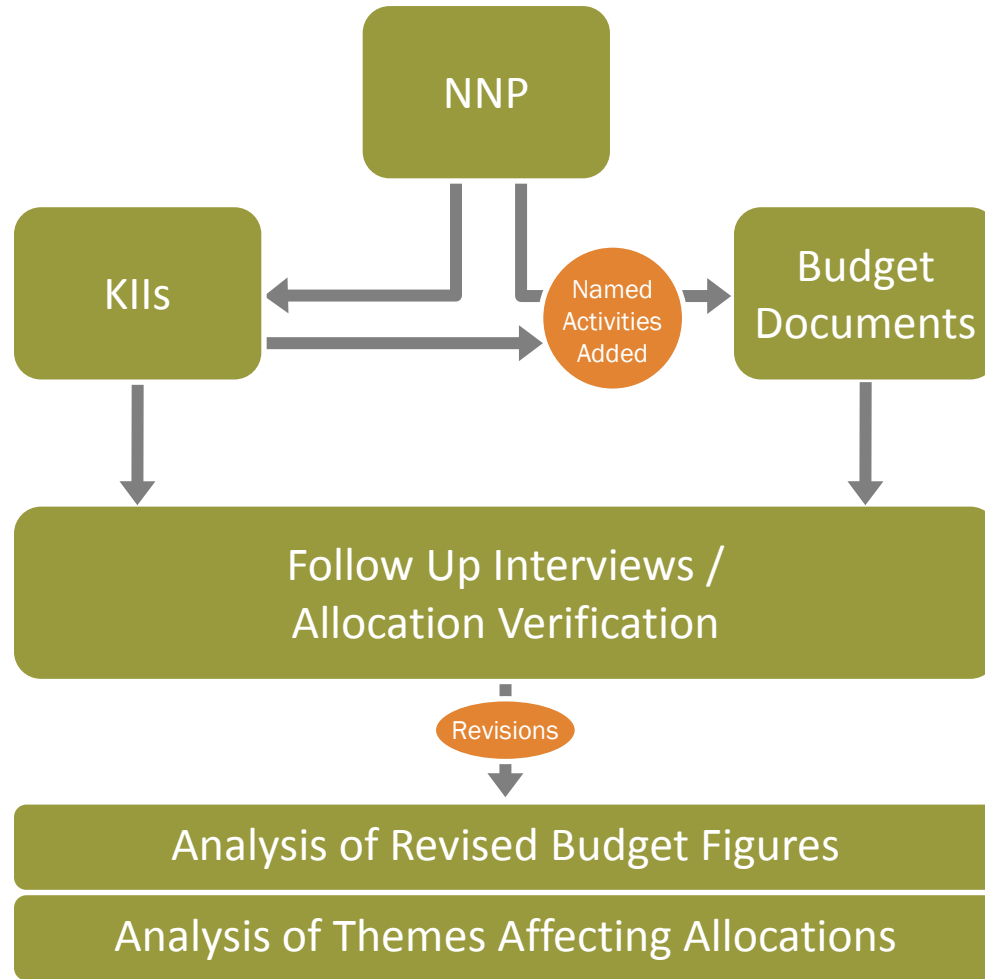 NNP
KIIs
Named
Activities
Added
Budget
Documents
Follow Up Interviews /
Allocation Verification
Revisions
Analysis of Revised Budget Figures
Analysis of Themes Affecting Allocations